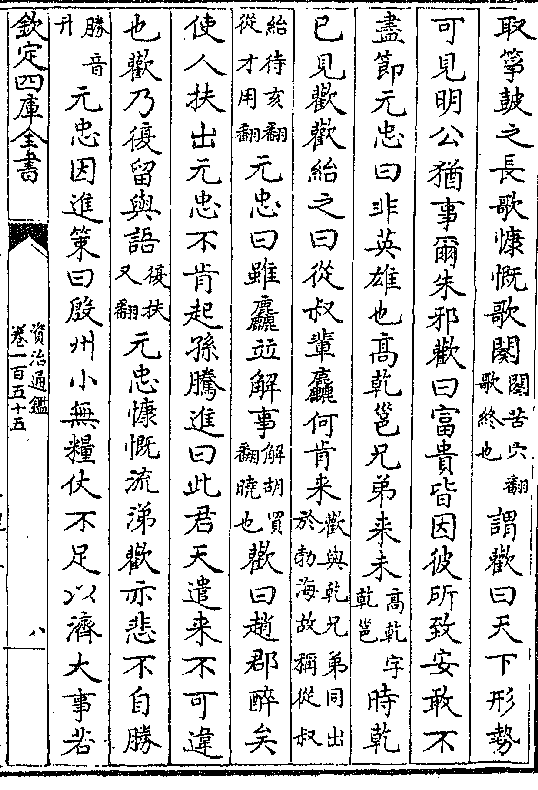 取箏鼓之長歌慷慨歌闋闋苦穴翻歌終也謂歡曰天下形勢
可見明公猶事爾朱邪歡曰富貴皆因彼所致安敢不
盡節元忠曰非英雄也高乾邕兄弟来未高乾字乾邕時乾
已見歡歡紿之曰從叔輩麤何肯来歡與乾兄弟同出於勃海故稱從叔
紿待亥翻從才用翻元忠曰雖麤並解事解胡買翻曉也歡曰趙郡醉矣
使人扶出元忠不肯起孫騰進曰此君天遣来不可違
也歡乃復留與語復扶又翻元忠慷慨流涕歡亦悲不自勝
勝音升元忠因進策曰殷州小無糧仗不足以濟大事若
欽定四庫全書
資治通鑑
卷一百五十五
八